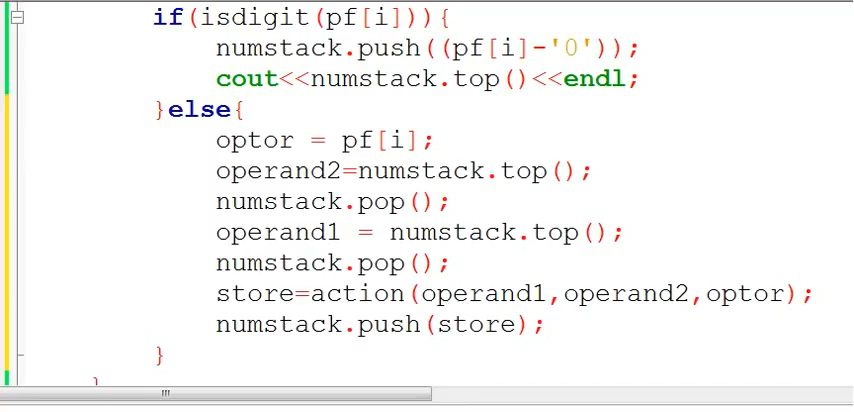 if(isdigit(pf[i])){
numstack.push((pf[i]-'0'));
cout<<numstack.top()<<endl;
}else{
optor = pf[i];
operand2=numstack.top();
numstack.pop();
operand1 = numstack.top();
numstack.pop();
store=action(operand1,operand2,optor);
numstack.push(store);
}
}